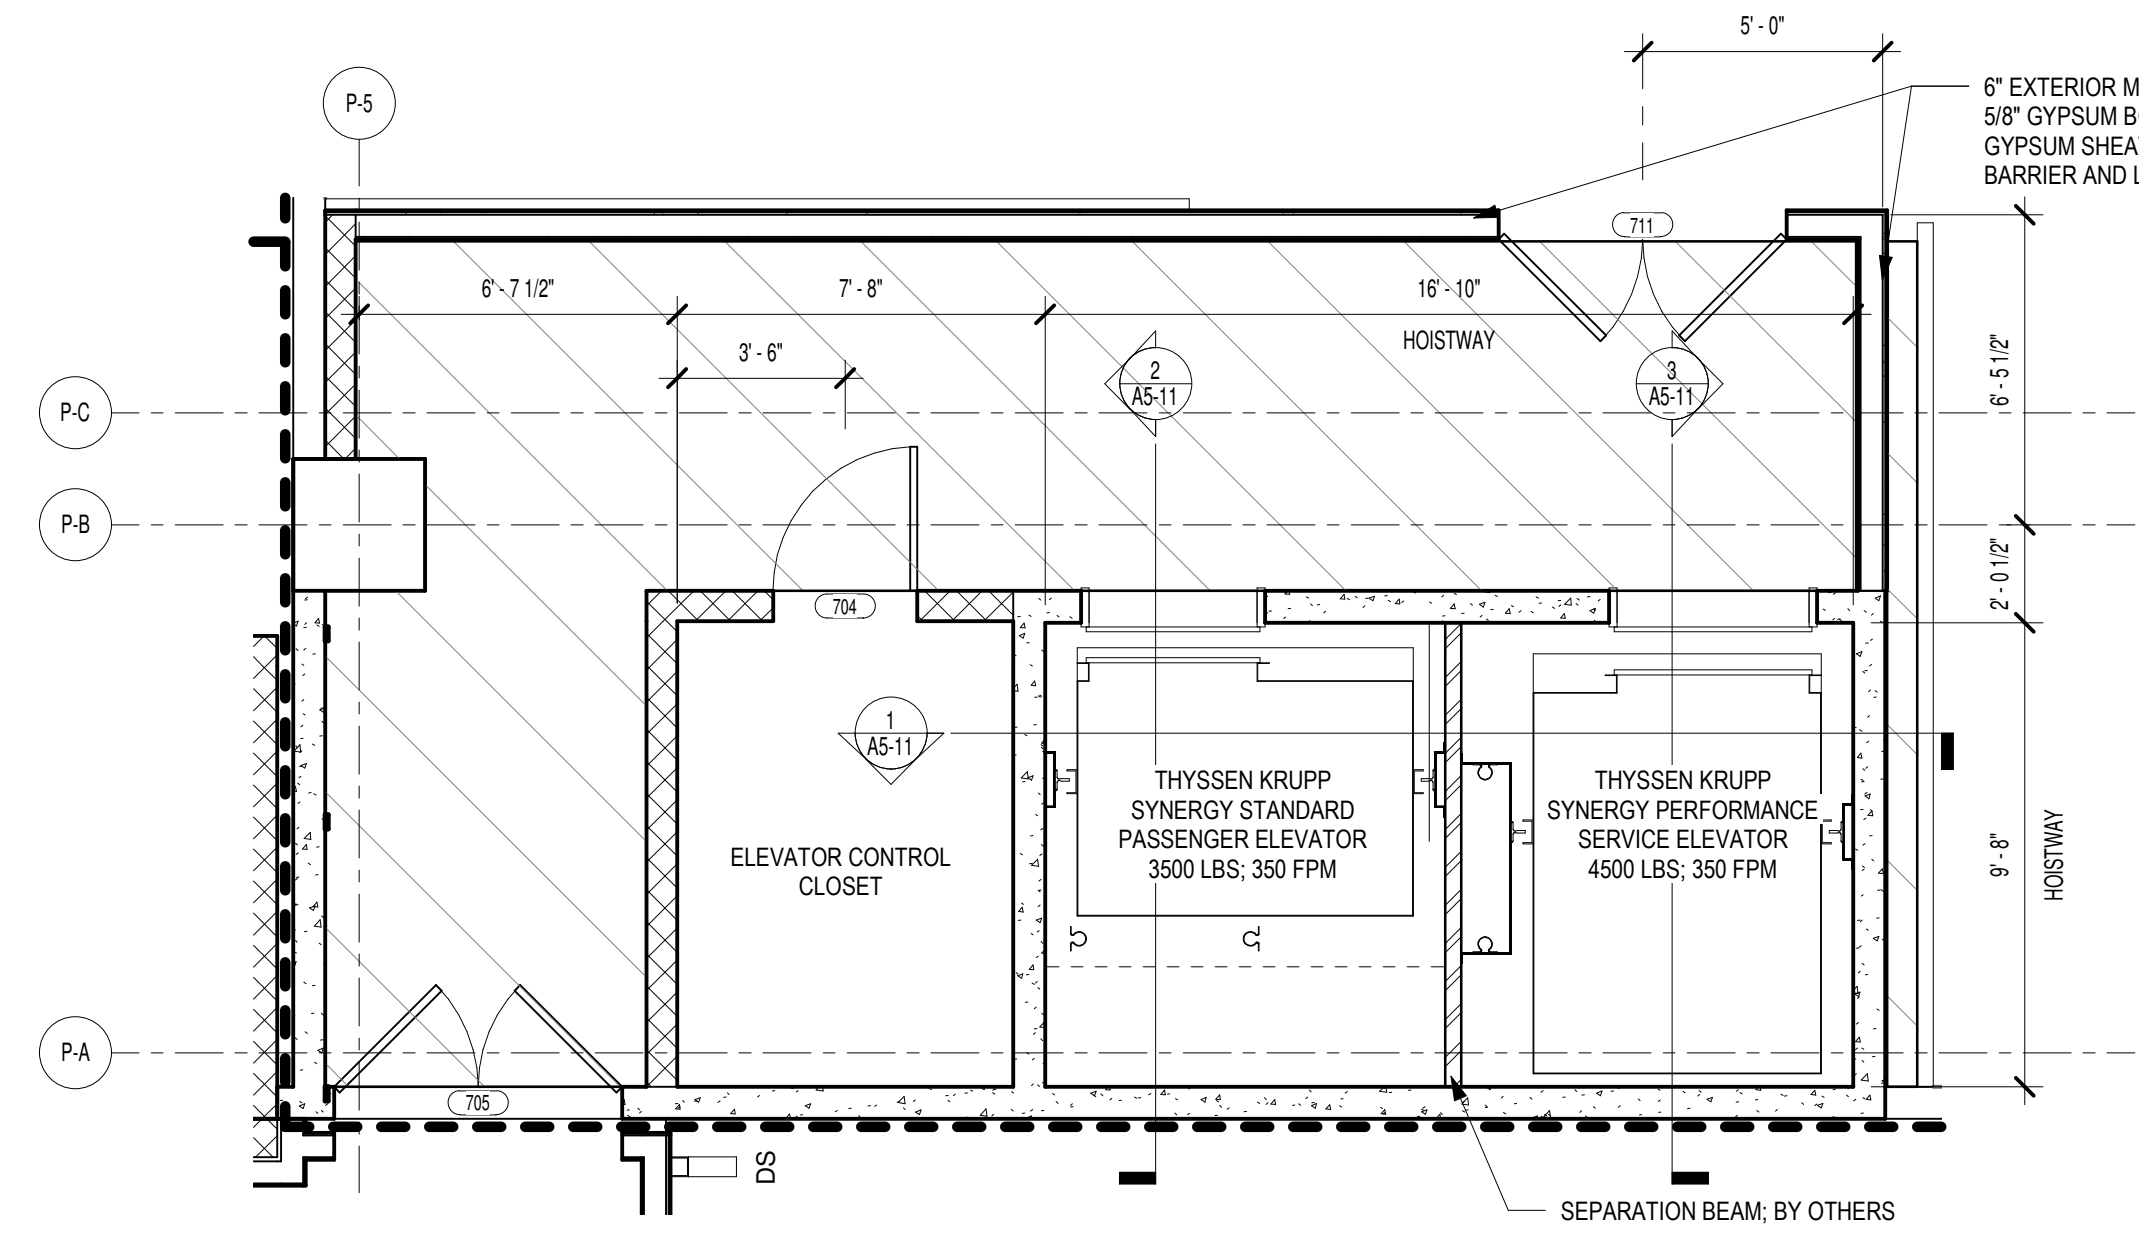 5' - 0"
P-5
6" EXTERIOR M
5/8" GYPSUM B
GYPSUM SHEA
BARRIER AND L
711
6' - 7 1/2"
7' - 8"
16' - 10"
HOISTWAY
3' - 6"
2
A5-11
3
A5-11
6' - 5 1/2"
P-C
P-B
2' - 0 1/2"
704
1
A5-11
THYSSEN KRUPP
SYNERGY STANDARD
PASSENGER ELEVATOR
3500 LBS; 350 FPM
THYSSEN KRUPP
SYNERGY PERFORMANCE
SERVICE ELEVATOR
4500 LBS; 350 FPM
ELEVATOR CONTROL
CLOSET
9' - 8"
HOISTWAY
P-A
705
DS
SEPARATION BEAM; BY OTHERS